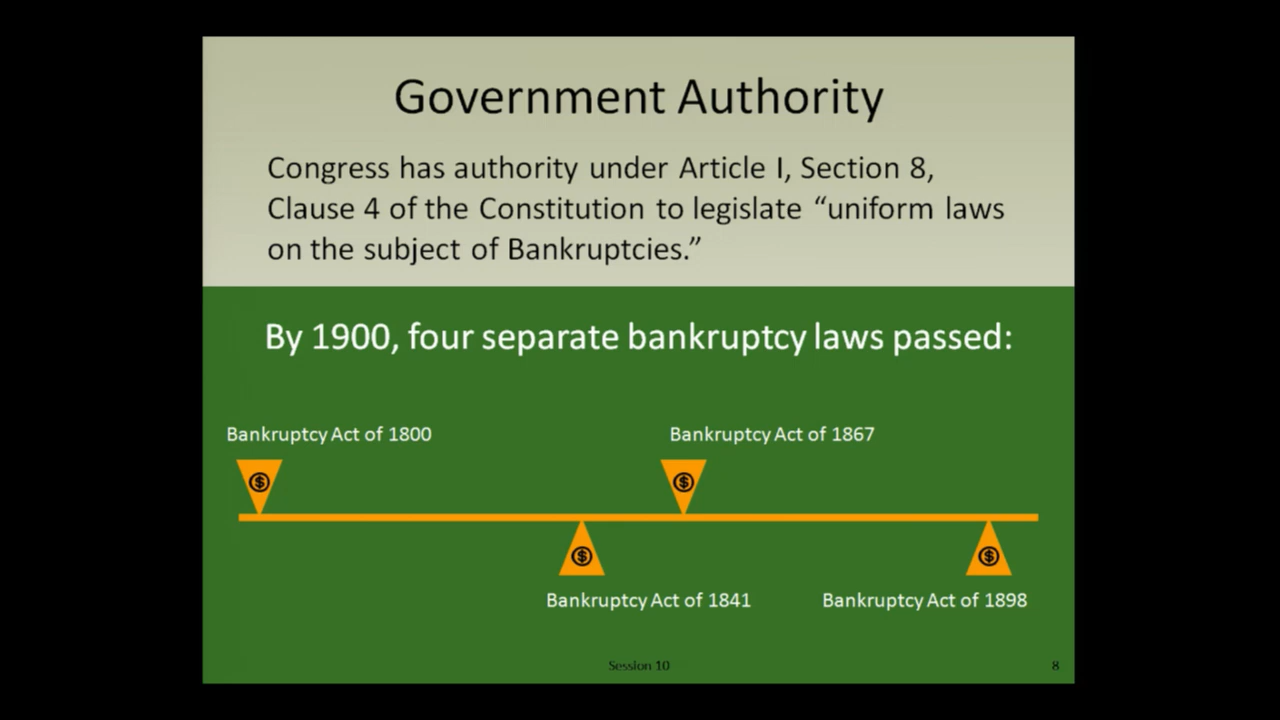 Government Authority
Congress has authority under Article I, Section 8,
Clause 4 of the Constitution to legislate “uniform laws
on the subject of Bankruptcies.”
By 1900, four separate bankruptcy laws passed:
Bankruptcy Act of 1800
Bankruptcy Act of 1867
$
$
$
$
Bankruptcy Act of 1841
Bankruptcy Act of 1898
Session 10
8